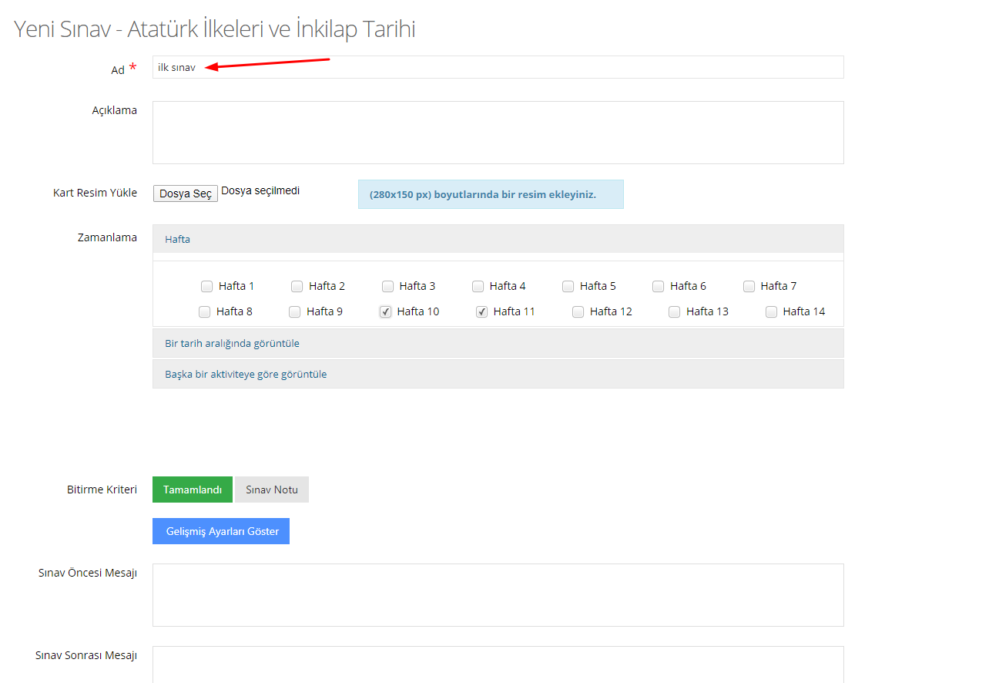 Yeni Sınav - Atatürk İlkeleri ve İnkilap Tarihi
Ad * ilk sınav
Açıklama
Kart Resim Yükle Dosya Seç Dosya seçilmedi (280x150 px) boyutlarında bir resim ekleyiniz.
Zamanlama Hafta
Hafta 1 Hafta 2 Hafta 3 Hafta 4 Hafta 5 Hafta 6 Hafta 7
Hafta 8 Hafta 9 Hafta 10 Hafta 11 Hafta 12 Hafta 13 Hafta 14
Bir tarih aralığında görüntüle
Başka bir aktiviteye göre görüntüle
Bitirme Kriteri Tamamlandı Sınav Notu
Gelişmiş Ayarları Göster
Sınav Öncesi Mesajı
Sınav Sonrası Mesajı